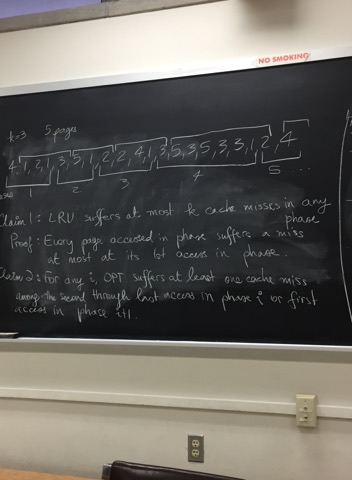 NO SMOKING
k=3 5 pages
4, 1, 2, 1, 3, 5, 1, 2, 2, 4, 1, 3, 5, 3, 5, 3, 3, 1, 2, 4
1 2 3 4 5 ...
Claim 1: LRU suffers at most k cache misses in any
phase
Proof: Every page accessed in phase suffers a miss
at most at its 1st access in phase.
Claim 2: For any i, OPT suffers at least one cache miss
among the second through last access in phase i or first
access in phase i+1.